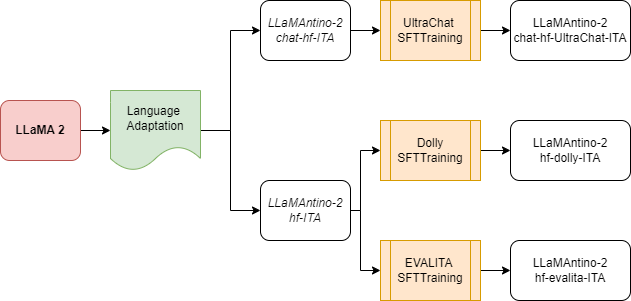 LLaMAntino-2
chat-hf-ITA
UltraChat
SFTTraining
LLaMAntino-2
chat-hf-UltraChat-ITA
LLaMA 2
Language
Adaptation
Dolly
SFTTraining
LLaMAntino-2
hf-dolly-ITA
LLaMAntino-2
hf-ITA
EVALITA
SFTTraining
LLaMAntino-2
hf-evalita-ITA